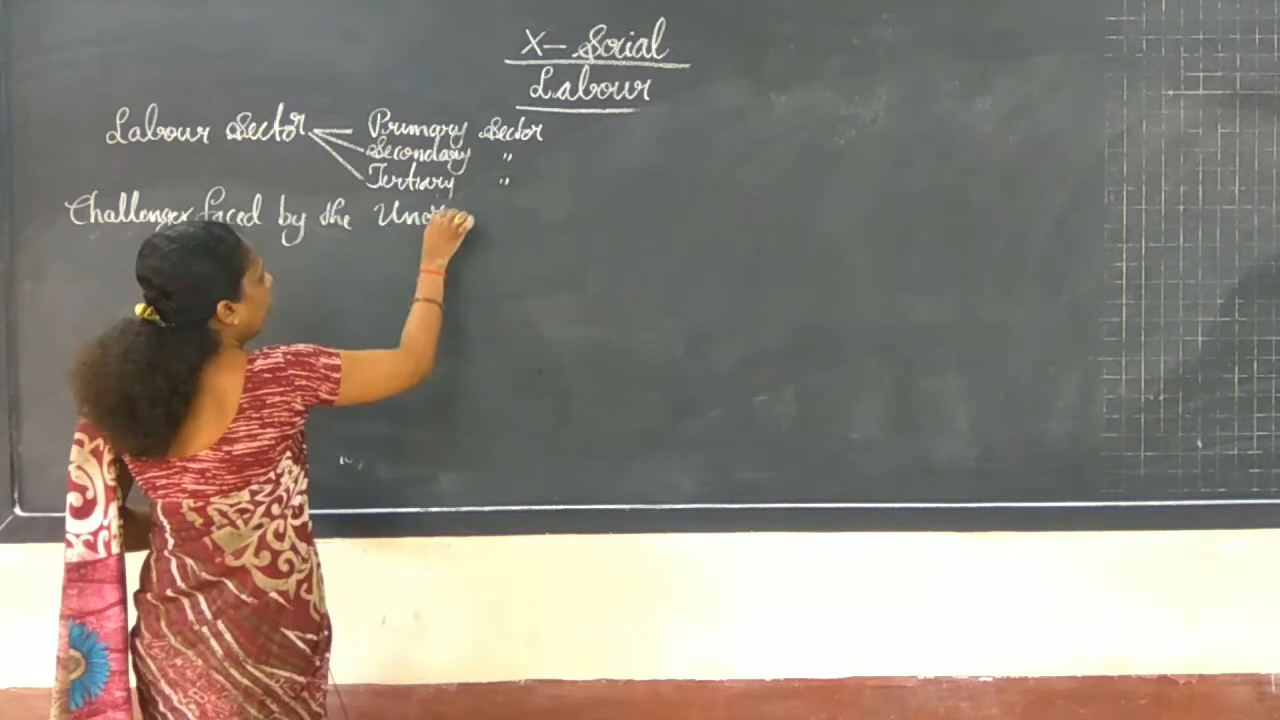 X- Social
Labour
Labour Sector Primary Sector
Secondary "
Tertiary "
Challenges faced by the